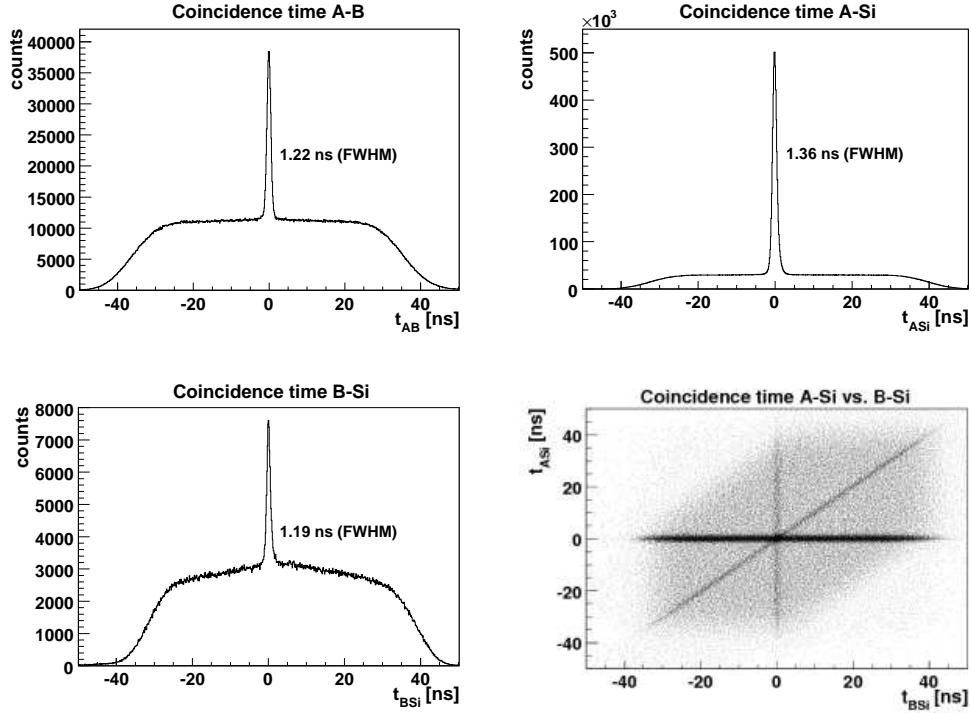 Coincidence time A-B
counts
40000
35000
30000
25000
20000
15000
10000
5000
0
1.22 ns (FWHM)
-40 -20 0 20 40
t_AB [ns]
Coincidence time A-Si
×10³
counts
500
400
300
200
100
0
1.36 ns (FWHM)
-40 -20 0 20 40
t_ASi [ns]
Coincidence time B-Si
counts
8000
7000
6000
5000
4000
3000
2000
1000
0
1.19 ns (FWHM)
-40 -20 0 20 40
t_BSi [ns]
Coincidence time A-Si vs. B-Si
t_ASi [ns]
40
20
0
-20
-40
-40 -20 0 20 40
t_BSi [ns]